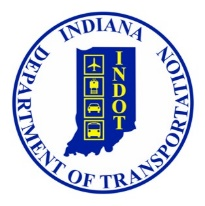 INDIANA
DEPARTMENT OF TRANSPORTATION
INDOT